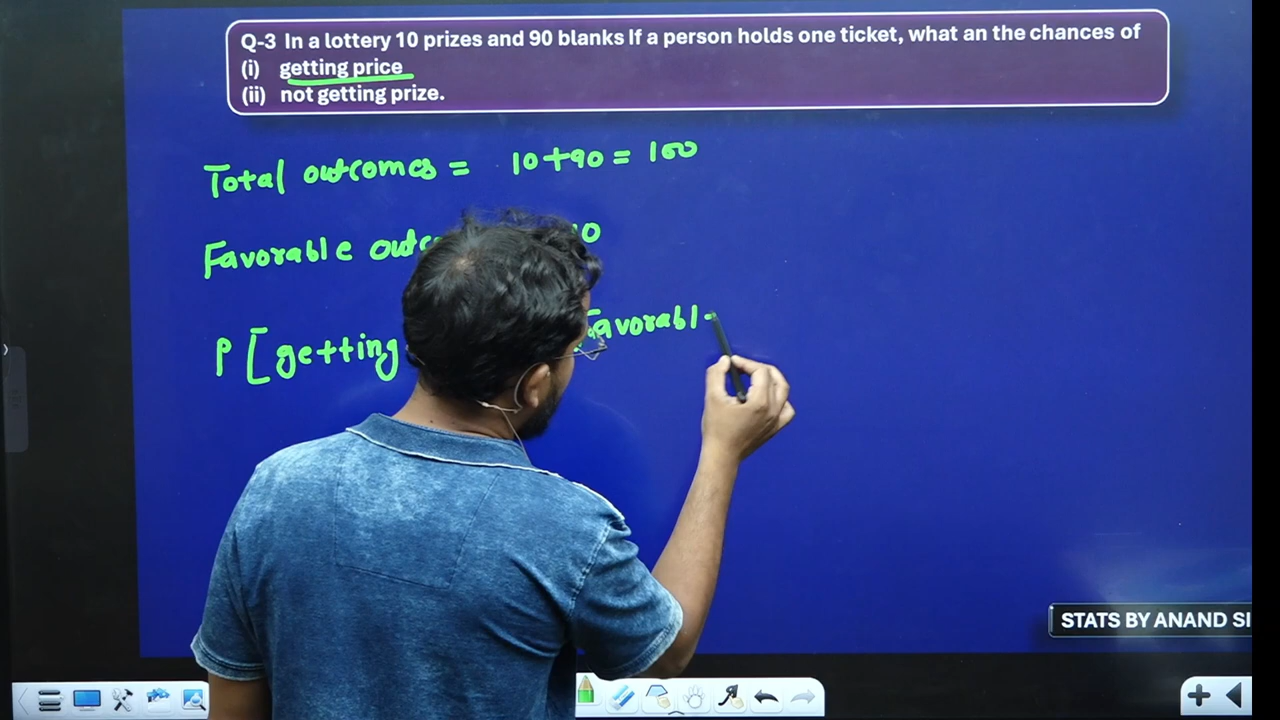 Q-3 In a lottery 10 prizes and 90 blanks If a person holds one ticket, what an the chances of
(i) getting price
(ii) not getting prize.
Total outcomes = 10+90 = 100
Favorable 10
P [getting Favorabl
STATS BY ANAND SI